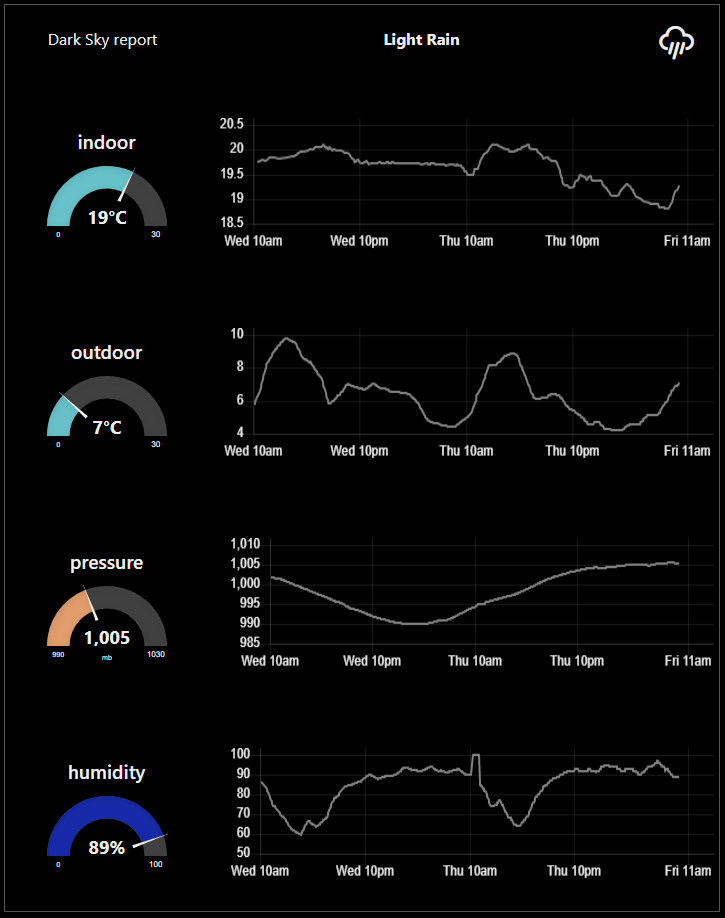 Dark Sky report Light Rain
indoor
19°C
0 30
20.5
20
19.5
19
18.5
Wed 10am Wed 10pm Thu 10am Thu 10pm Fri 11am
outdoor
7°C
0 30
10
8
6
4
Wed 10am Wed 10pm Thu 10am Thu 10pm Fri 11am
pressure
1,005
990 mb 1030
1,010
1,005
1,000
995
990
985
Wed 10am Wed 10pm Thu 10am Thu 10pm Fri 11am
humidity
89%
0 100
100
90
80
70
60
50
Wed 10am Wed 10pm Thu 10am Thu 10pm Fri 11am